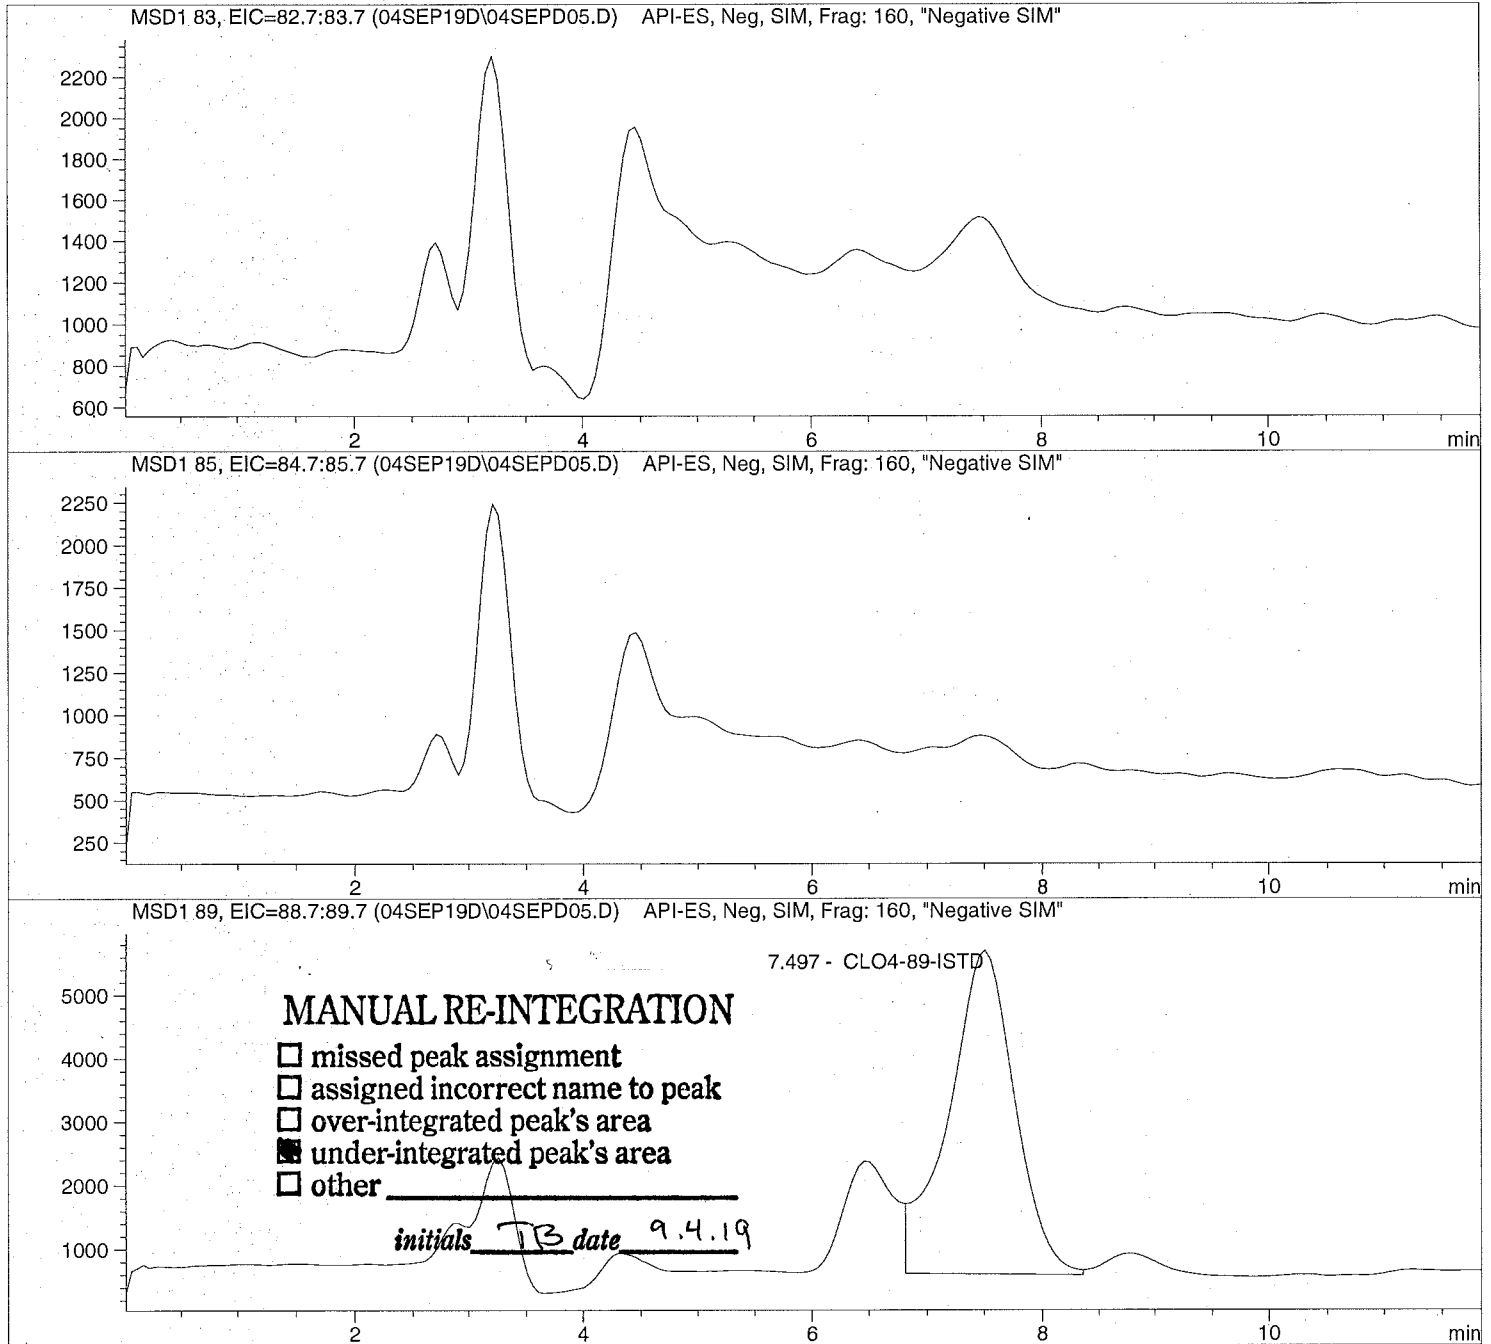 MSD1 83, EIC=82.7:83.7 (04SEP19D\04SEPD05.D) API-ES, Neg, SIM, Frag: 160, "Negative SIM"
2200
2000
1800
1600
1400
1200
1000
800
600
2 4 6 8 10 min
MSD1 85, EIC=84.7:85.7 (04SEP19D\04SEPD05.D) API-ES, Neg, SIM, Frag: 160, "Negative SIM"
2250
2000
1750
1500
1250
1000
750
500
250
2 4 6 8 10 min
MSD1 89, EIC=88.7:89.7 (04SEP19D\04SEPD05.D) API-ES, Neg, SIM, Frag: 160, "Negative SIM"
7.497 - CLO4-89-ISTD
5000
4000
3000
2000
1000
MANUAL RE-INTEGRATION
missed peak assignment
assigned incorrect name to peak
over-integrated peak's area
under-integrated peak's area
other
initials TB date 9.4.19
2 4 6 8 10 min